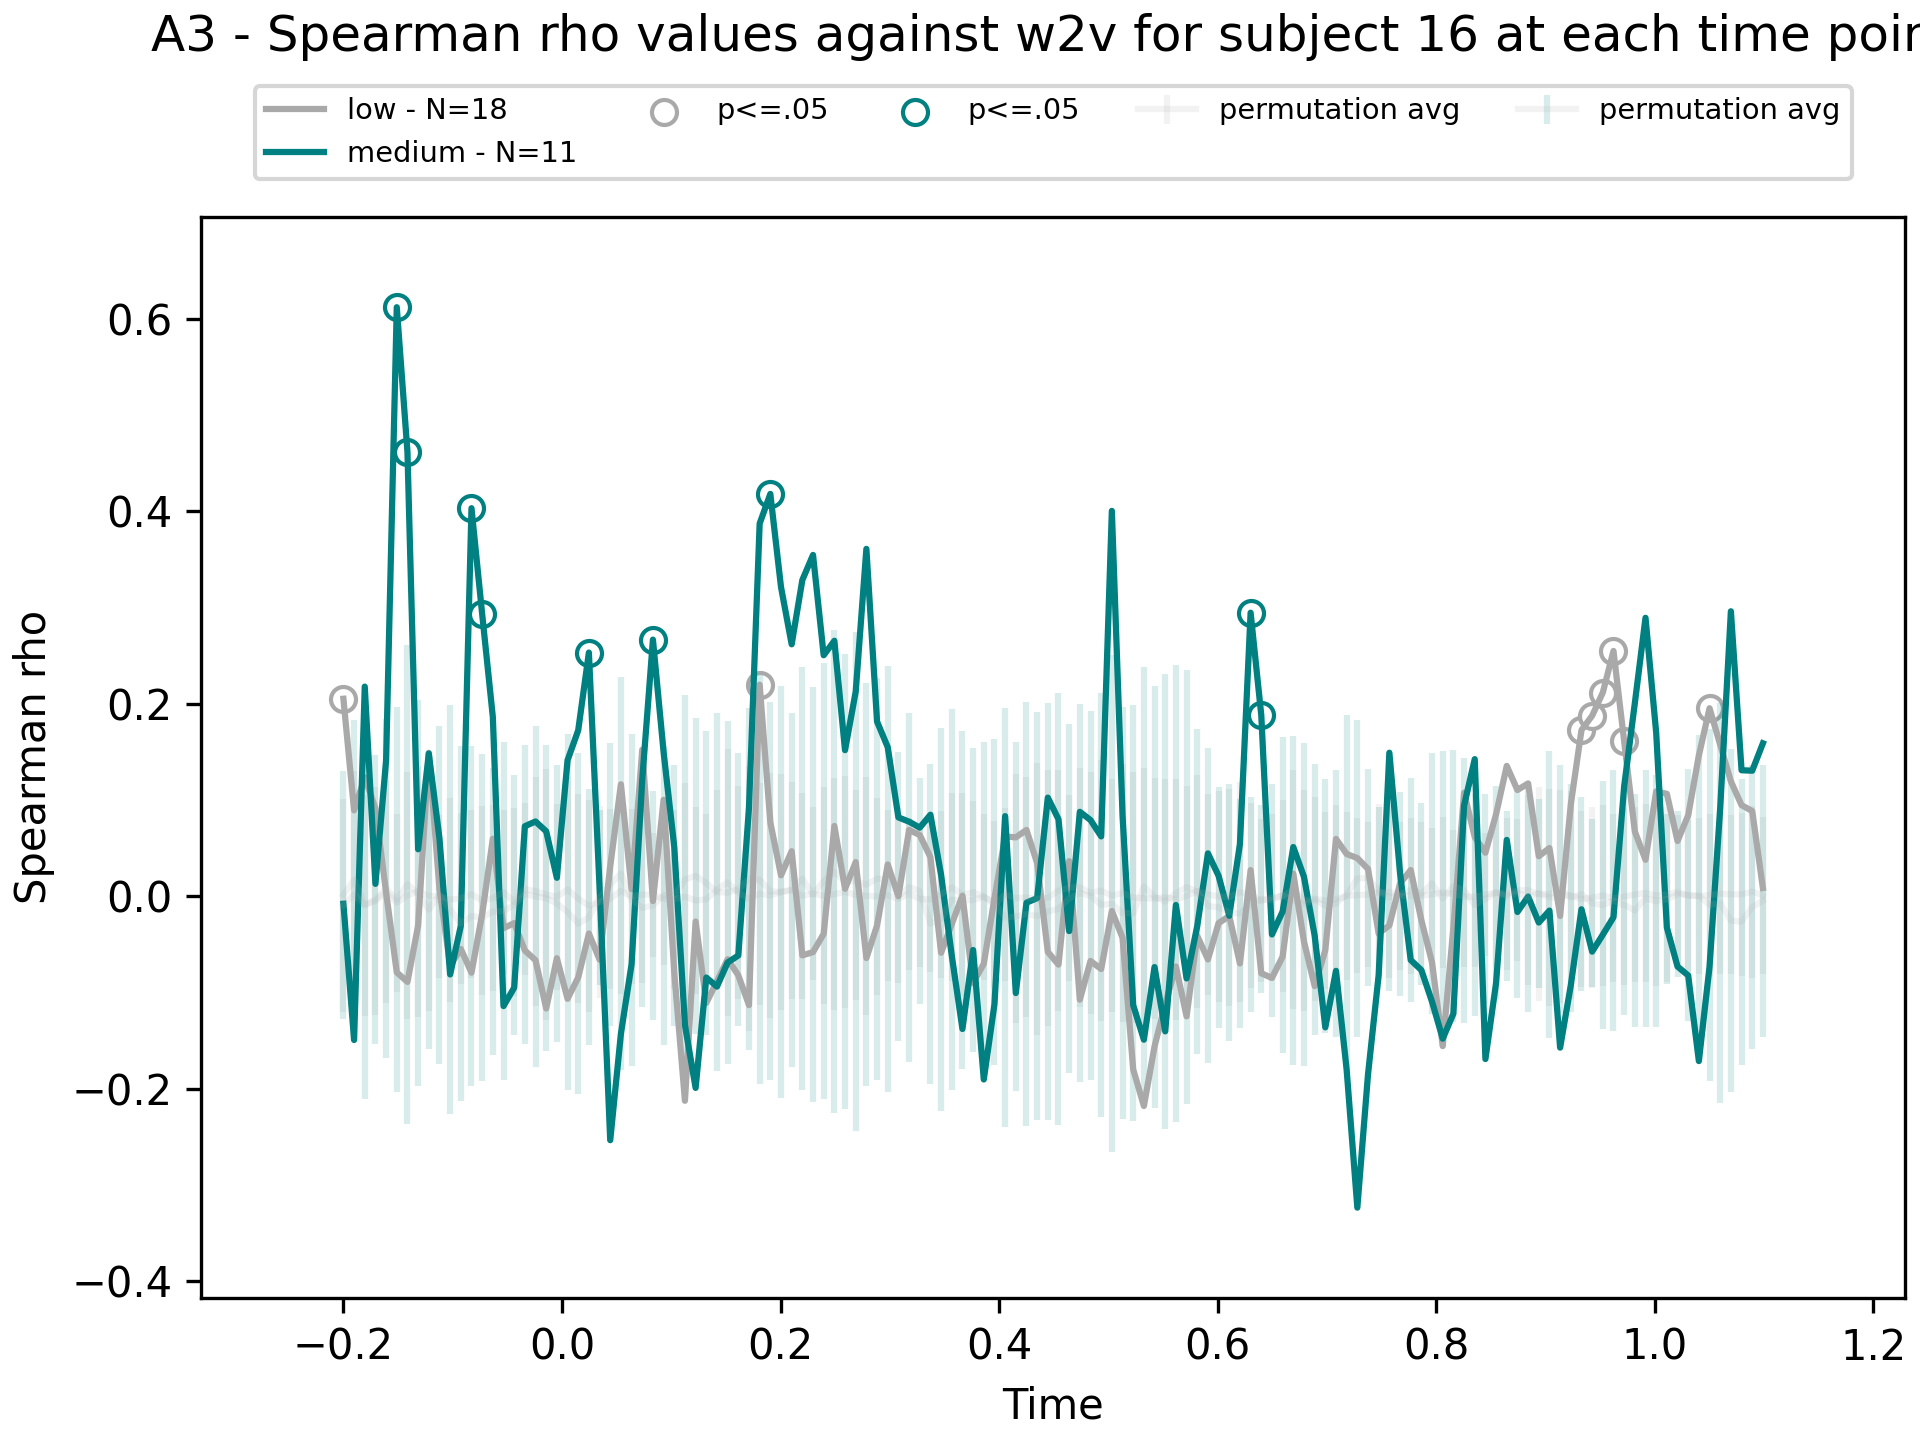 A3 - Spearman rho values against w2v for subject 16 at each time poin
low - N=18
medium - N=11
p<=.05
p<=.05
permutation avg
permutation avg
Spearman rho
0.6
0.4
0.2
0.0
−0.2
−0.4
−0.2 0.0 0.2 0.4 0.6 0.8 1.0 1.2
Time